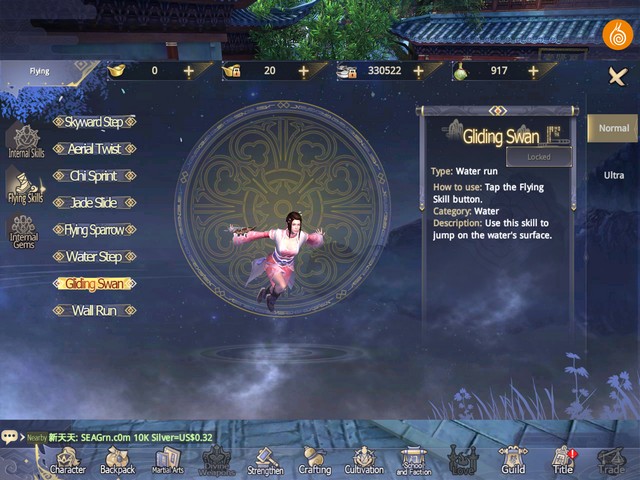 Flying
0
20
330522
917
Skyward Step
Aerial Twist
Chi Sprint
Jade Slide
Flying Sparrow
Water Step
Gliding Swan
Wall Run
Internal Skills
Flying Skills
Internal
Gems
Gliding Swan
Locked
Type: Water run
How to use: Tap the Flying
Skill button.
Category: Water
Description: Use this skill to
jump on the water's surface.
Normal
Ultra
Nearby 新天天: SEAGrn.c0m 10K Silver=US$0.32
Character
Backpack
Martial Arts
Divine
Weapons
Strengthen
Crafting
Cultivation
School
and Faction
Love
Guild
Title
Trade